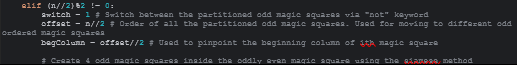 elif (n//2)%2 != 0:
switch = 1 # Switch between the partitioned odd magic squares via "not" keyword
offset = n//2 # Order of all the partitioned odd magic squares. Used for moving to different odd
ordered magic squares
begColumn = offset//2 # Used to pinpoint the beginning column of ith magic square
# Create 4 odd magic squares inside the oddly even magic square using the siamese method